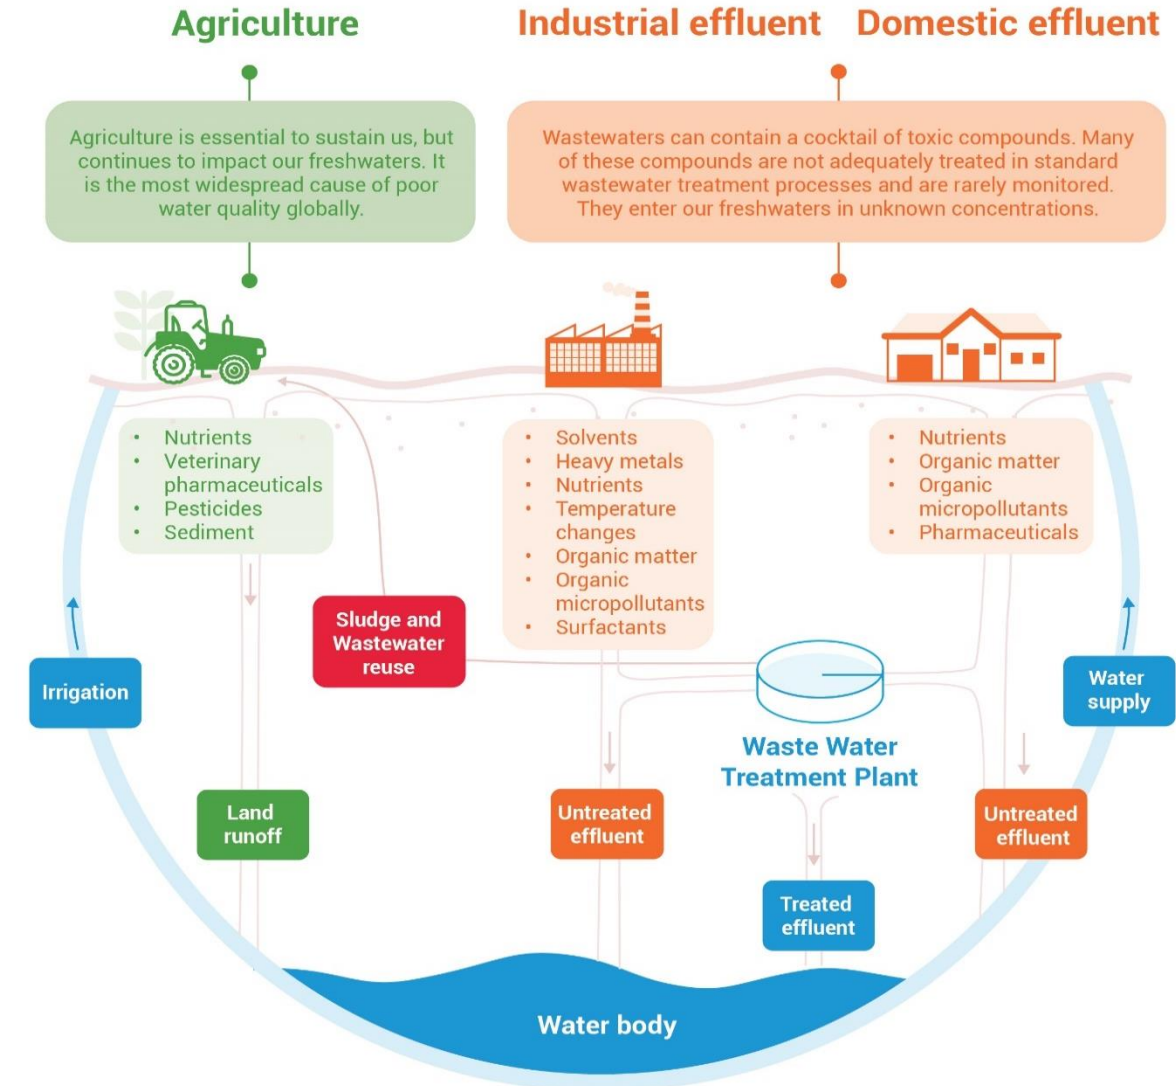 Agriculture
Industrial effluent
Domestic effluent
Agriculture is essential to sustain us, but
continues to impact our freshwaters. It
is the most widespread cause of poor
water quality globally.
Wastewaters can contain a cocktail of toxic compounds. Many
of these compounds are not adequately treated in standard
wastewater treatment processes and are rarely monitored.
They enter our freshwaters in unknown concentrations.
• Nutrients
• Veterinary
pharmaceuticals
• Pesticides
• Sediment
• Solvents
• Heavy metals
• Nutrients
• Temperature
changes
• Organic matter
• Organic
micropollutants
• Surfactants
• Nutrients
• Organic matter
• Organic
micropollutants
• Pharmaceuticals
Sludge and
Wastewater
reuse
Irrigation
Water
supply
Waste Water
Treatment Plant
Land
runoff
Untreated
effluent
Untreated
effluent
Treated
effluent
Water body